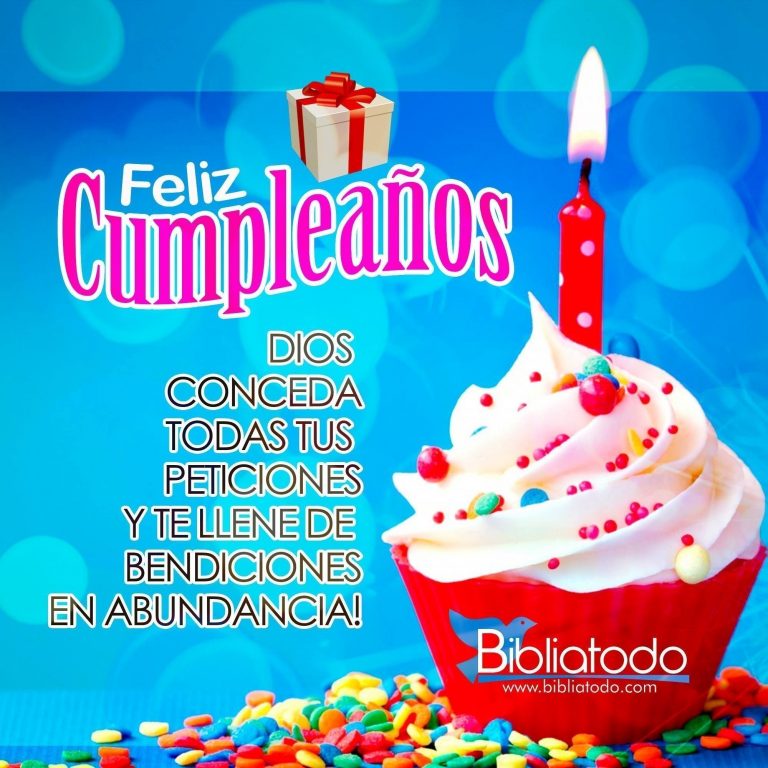 Feliz
Cumpleaños
DIOS
CONCEDA
TODAS TUS
PETICIONES
Y TE LLENE DE
BENDICIONES
EN ABUNDANCIA!
Bibliatodo
www.bibliatodo.com